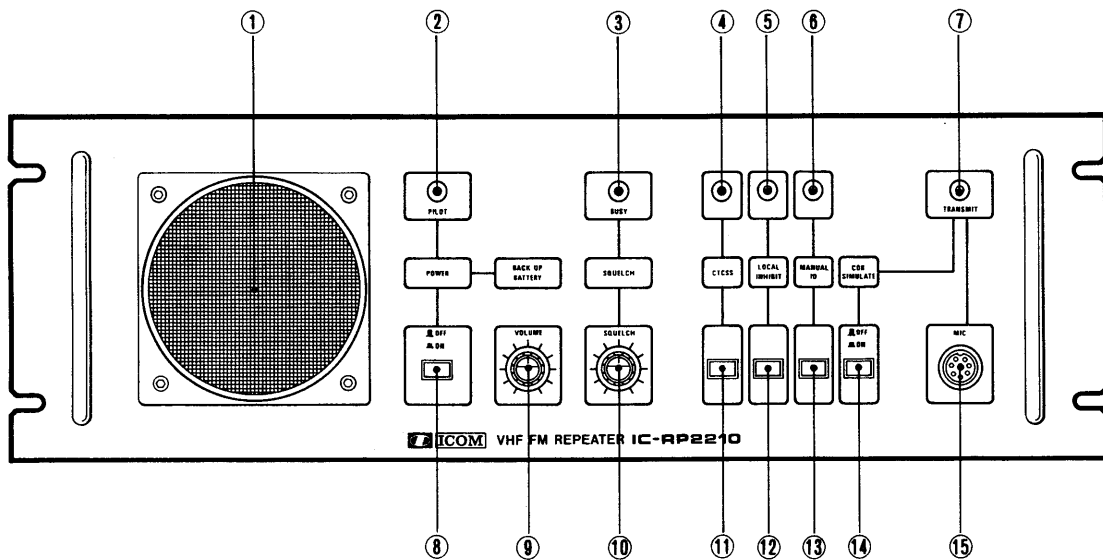 ① ② ③ ④ ⑤ ⑥ ⑦
PILOT BUSY TRANSMIT
POWER BACK UP BATTERY SQUELCH CTCSS LOCAL INHIBIT MANUAL ID COR SIMULATE
OFF ON VOLUME SQUELCH OFF ON MIC
ICOM VHF FM REPEATER IC-RP2210
⑧ ⑨ ⑩ ⑪ ⑫ ⑬ ⑭ ⑮